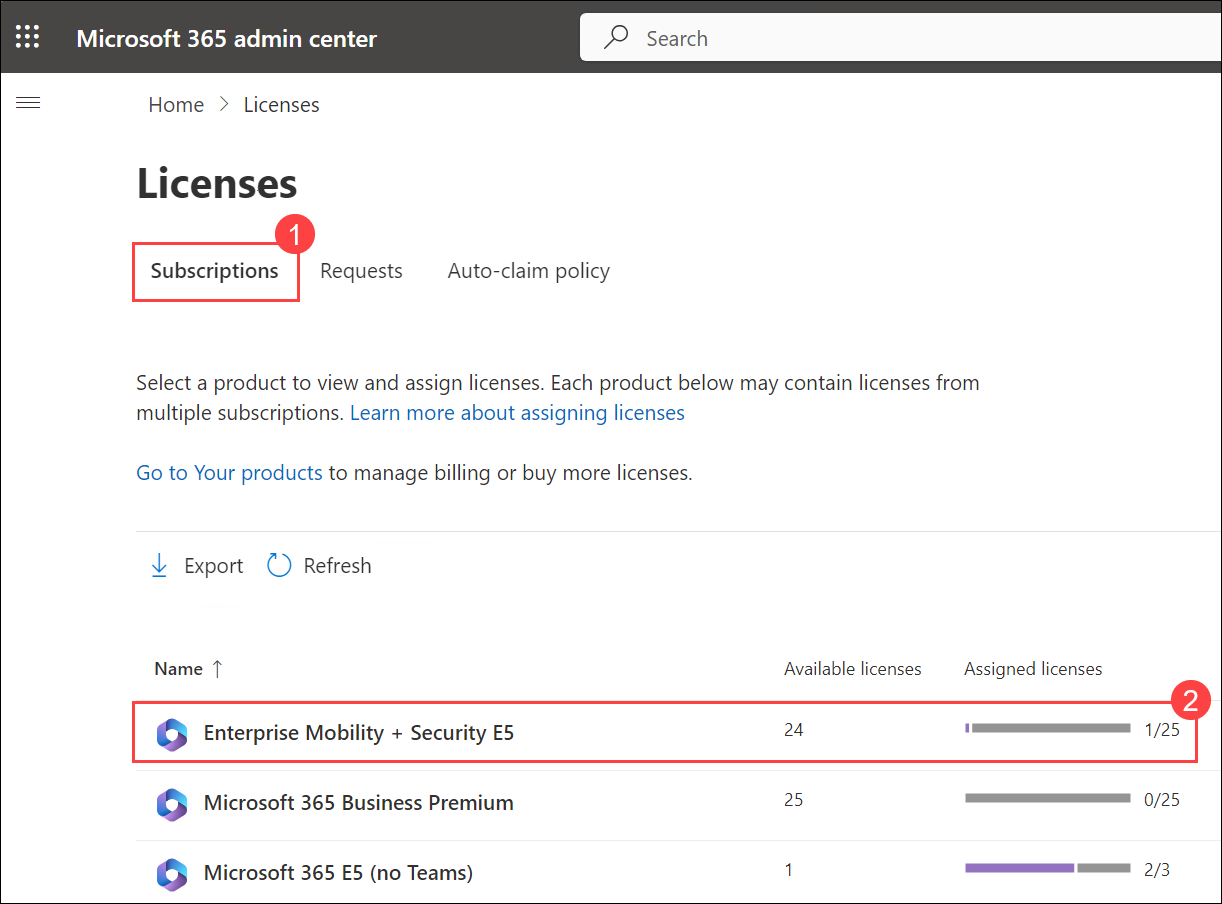 Microsoft 365 admin center
Search
Home > Licenses
Licenses
1
Subscriptions Requests Auto-claim policy
Select a product to view and assign licenses. Each product below may contain licenses from
multiple subscriptions. Learn more about assigning licenses
Go to Your products to manage billing or buy more licenses.
Export Refresh
Name ↑ Available licenses Assigned licenses
2
Enterprise Mobility + Security E5 24 1/25
Microsoft 365 Business Premium 25 0/25
Microsoft 365 E5 (no Teams) 1 2/3